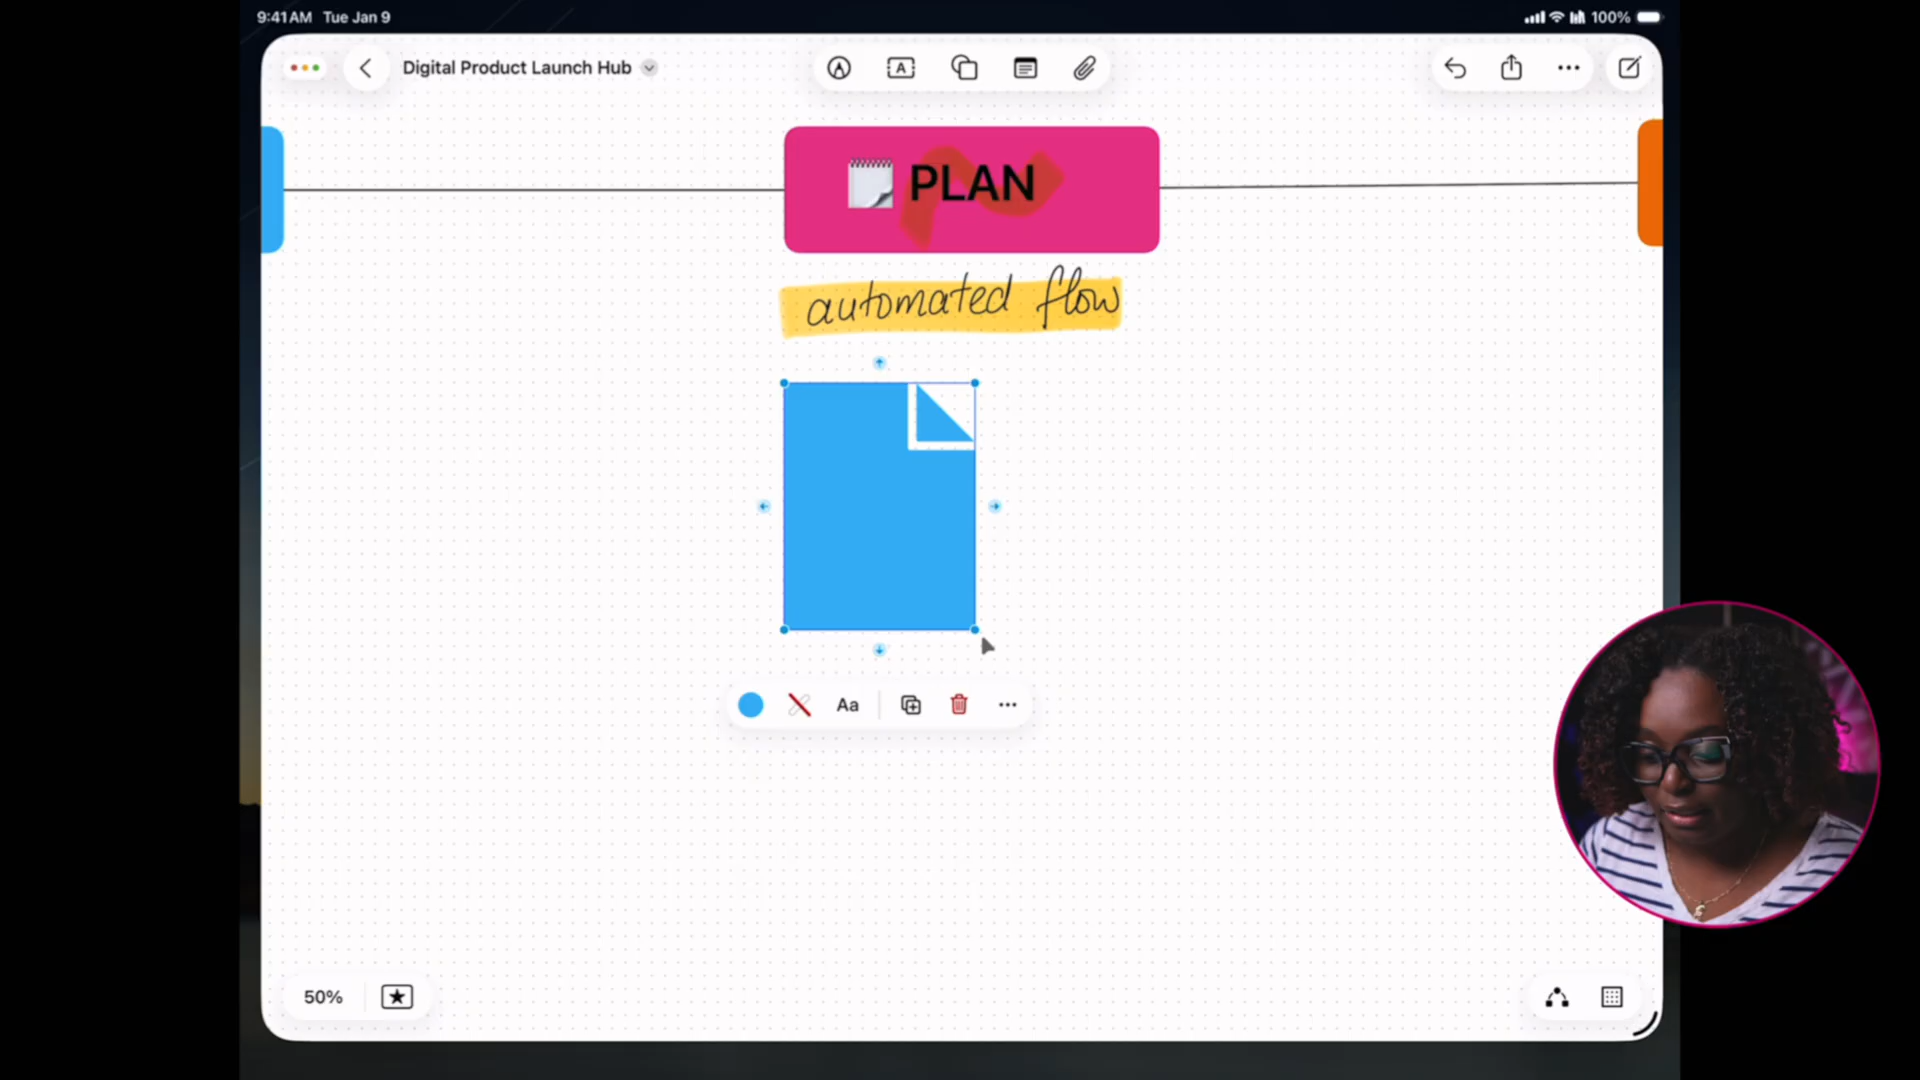 9:41 AM Tue Jan 9
100%
Digital Product Launch Hub
A
PLAN
automated flow
Aa
50%